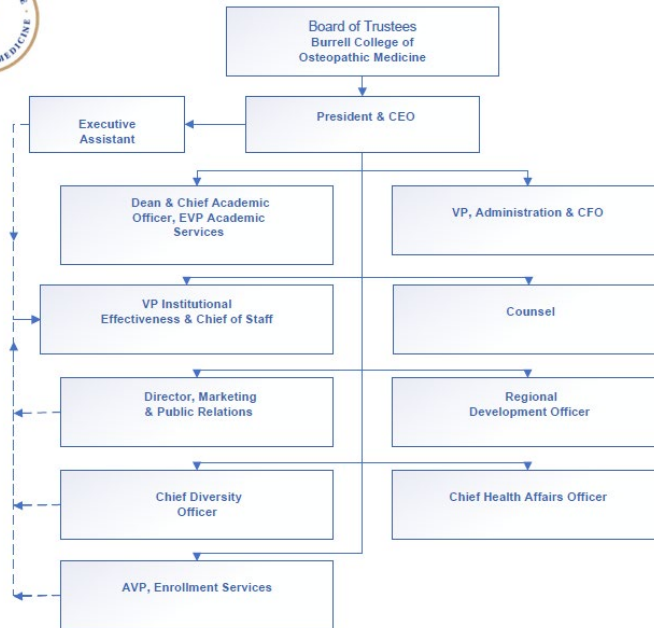 MEDICINE
Board of Trustees
Burrell College of
Osteopathic Medicine
Executive
Assistant
President & CEO
Dean & Chief Academic
Officer, EVP Academic
Services
VP, Administration & CFO
VP Institutional
Effectiveness & Chief of Staff
Counsel
Director, Marketing
& Public Relations
Regional
Development Officer
Chief Diversity
Officer
Chief Health Affairs Officer
AVP, Enrollment Services